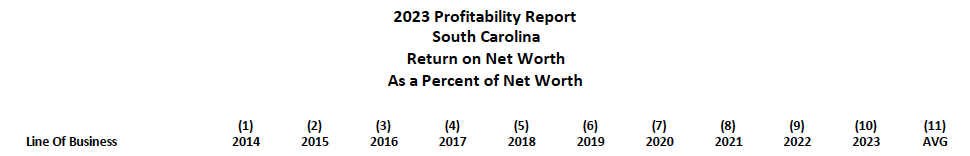 2023 Profitability Report
South Carolina
Return on Net Worth
As a Percent of Net Worth
(1) (2) (3) (4) (5) (6) (7) (8) (9) (10) (11)
Line Of Business 2014 2015 2016 2017 2018 2019 2020 2021 2022 2023 AVG